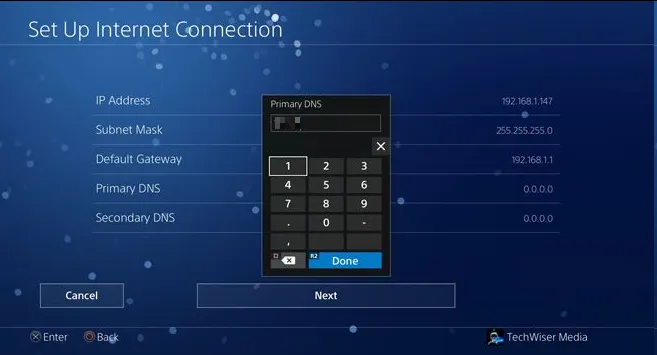 Set Up Internet Connection
IP Address 192.168.1.147
Subnet Mask 255.255.255.0
Default Gateway 192.168.1.1
Primary DNS 0.0.0.0
Secondary DNS 0.0.0.0
Primary DNS
1 2 3
4 5 6
7 8 9
. 0 -
,
R2 Done
Cancel Next
Enter Back TechWiser Media